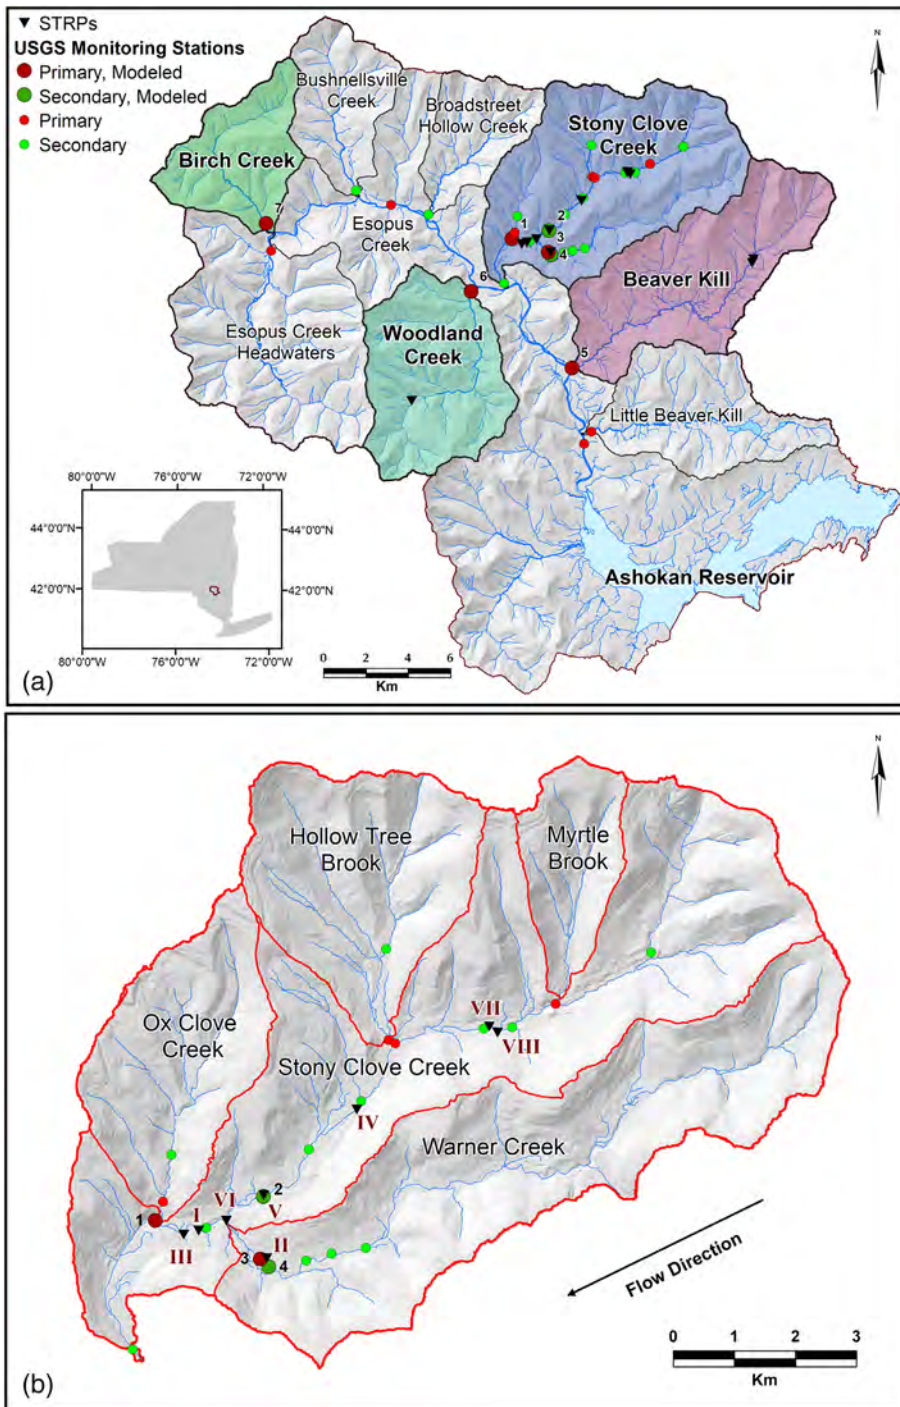 STRPs
USGS Monitoring Stations
Primary, Modeled
Secondary, Modeled
Primary
Secondary
N
Bushnellsville
Creek
Broadstreet
Hollow Creek
Stony Clove
Creek
Birch Creek
7
Esopus
Creek
1
2
3
4
6
Beaver Kill
Esopus Creek
Headwaters
Woodland
Creek
5
Little Beaver Kill
Ashokan Reservoir
80°0'0"W
76°0'0"W
72°0'0"W
44°0'0"N
44°0'0"N
42°0'0"N
42°0'0"N
80°0'0"W
76°0'0"W
72°0'0"W
0 2 4 6
Km
(a)
N
Hollow Tree
Brook
Myrtle
Brook
Ox Clove
Creek
VII
VIII
Stony Clove Creek
IV
Warner Creek
2
V
VI
I
1
III
II
3
4
Flow Direction
0 1 2 3
Km
(b)